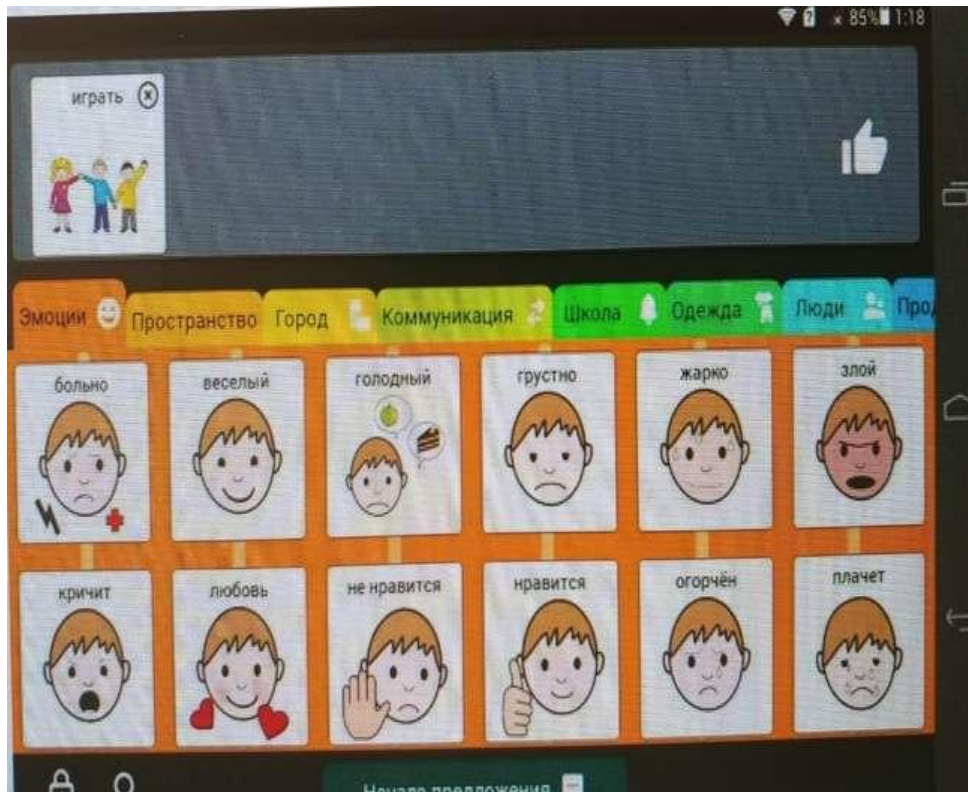 85% 1:18
играть
Эмоции Пространство Город Коммуникация Школа Одежда Люди Прод
больно веселый голодный грустно жарко злой
кричит любовь не нравится нравится огорчён плачет
Начало предложения